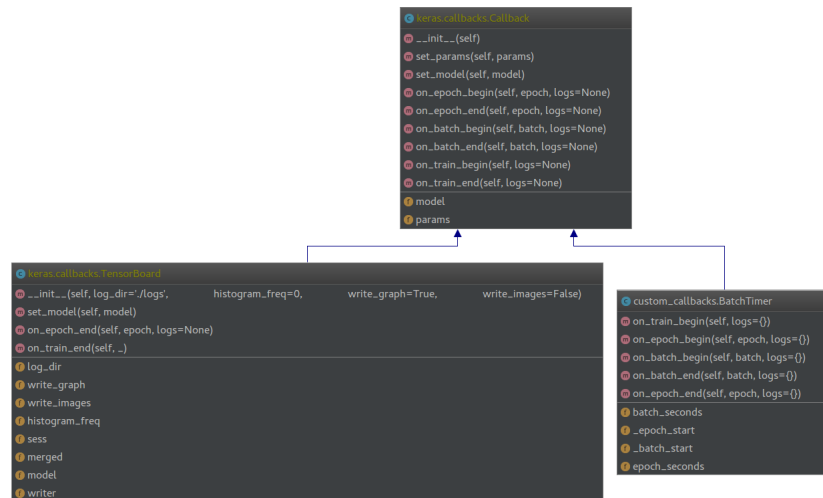 keras.callbacks.Callback
__init__(self)
set_params(self, params)
set_model(self, model)
on_epoch_begin(self, epoch, logs=None)
on_epoch_end(self, epoch, logs=None)
on_batch_begin(self, batch, logs=None)
on_batch_end(self, batch, logs=None)
on_train_begin(self, logs=None)
on_train_end(self, logs=None)
model
params
keras.callbacks.TensorBoard
__init__(self, log_dir='./logs', histogram_freq=0, write_graph=True, write_images=False)
set_model(self, model)
on_epoch_end(self, epoch, logs=None)
on_train_end(self, _)
log_dir
write_graph
write_images
histogram_freq
sess
merged
model
writer
custom_callbacks.BatchTimer
on_train_begin(self, logs={})
on_epoch_begin(self, epoch, logs={})
on_batch_begin(self, batch, logs={})
on_batch_end(self, batch, logs={})
on_epoch_end(self, epoch, logs={})
batch_seconds
_epoch_start
_batch_start
epoch_seconds